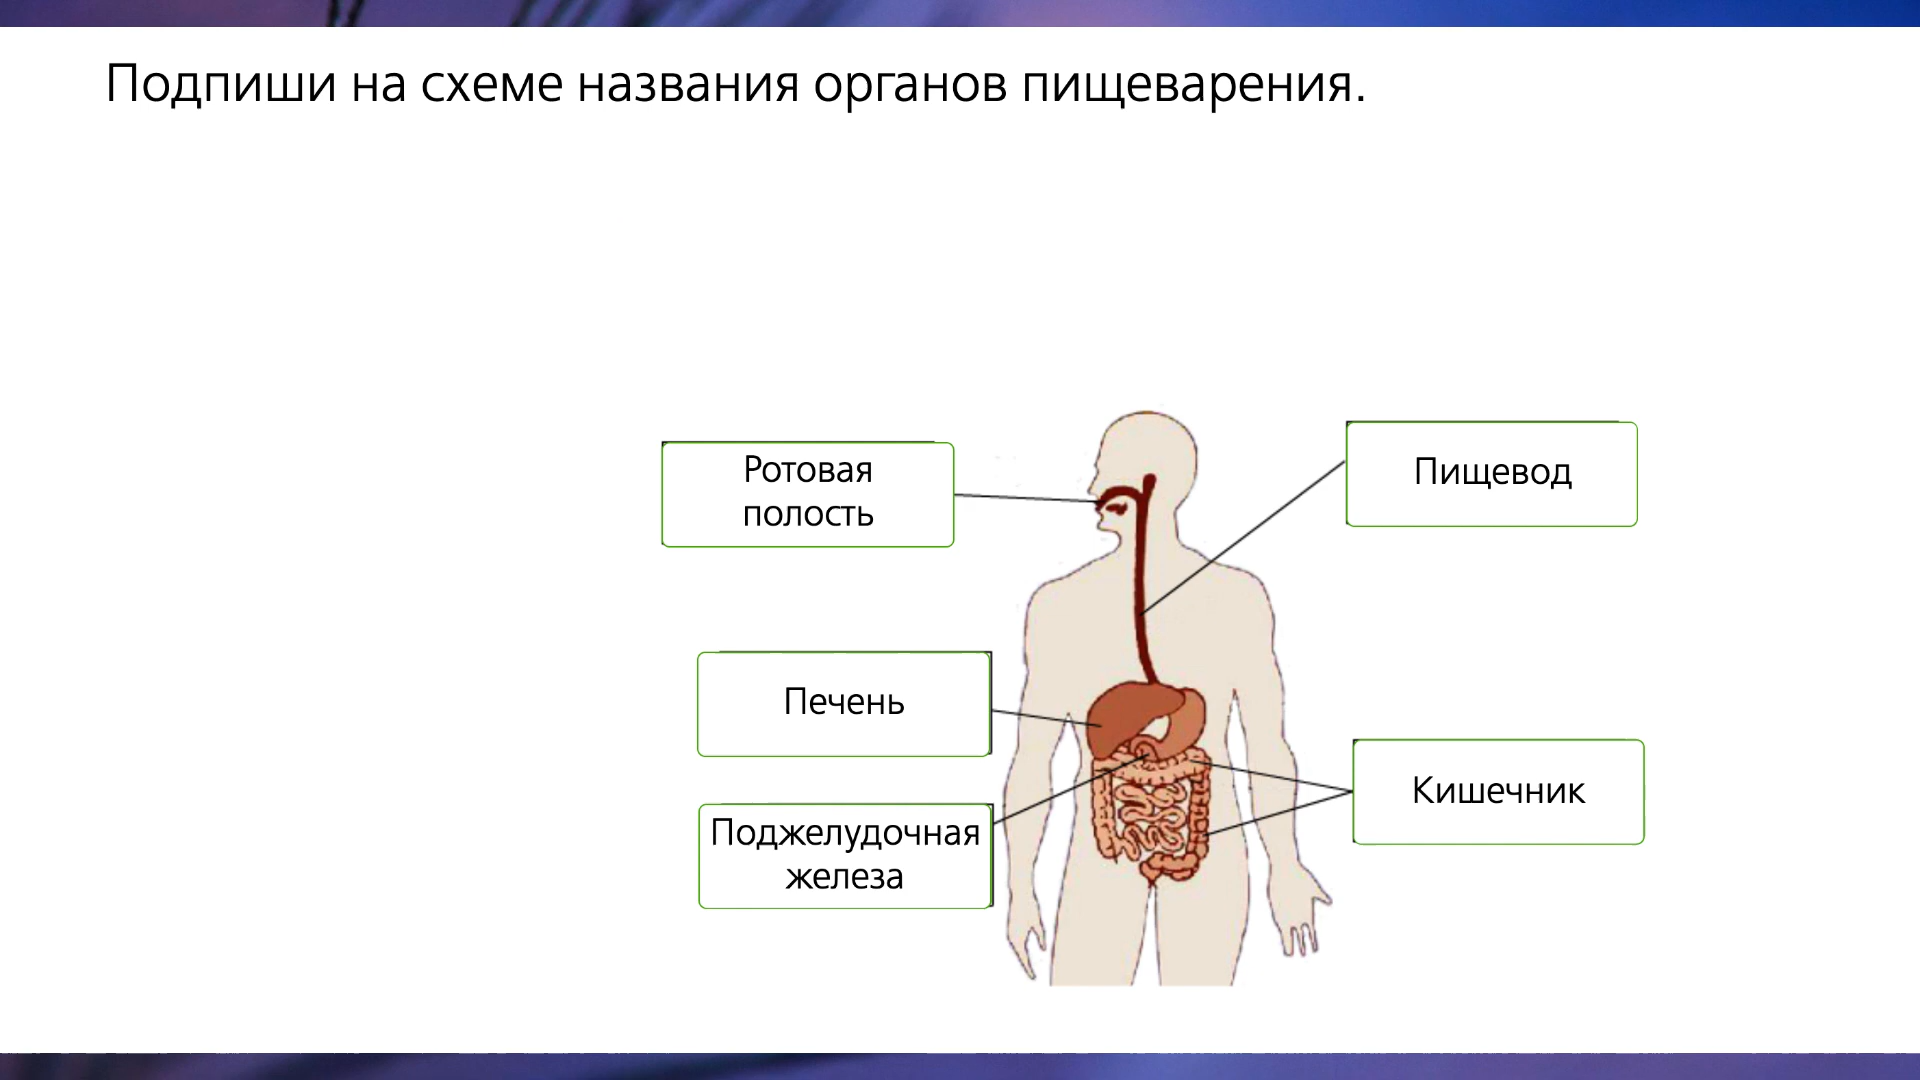 Подпиши на схеме названия органов пищеварения.
Ротовая
полость
Пищевод
Печень
Кишечник
Поджелудочная
железа